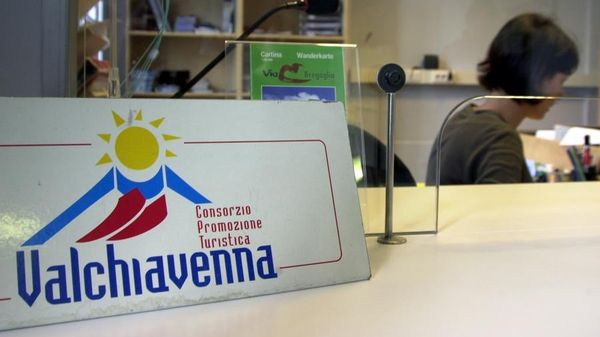 Cartina Wanderkarte
Via Bregaglia
Consorzio
Promozione
Turistica
Valchiavenna